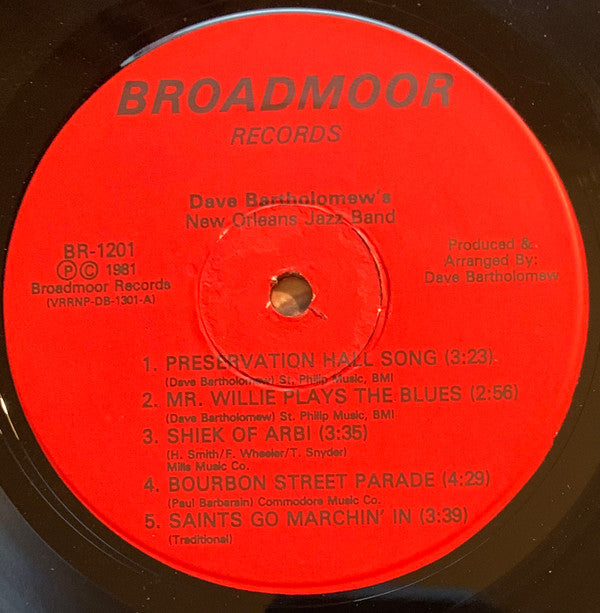 BROADMOOR
RECORDS
Dave Bartholomew's
New Orleans Jazz Band
BR-1201
Ⓟ © 1981
Broadmoor Records
(VRRNP-DB-1301-A)
Produced &
Arranged By:
Dave Bartholomew
1. PRESERVATION HALL SONG (3:23)
(Dave Bartholomew) St. Philip Music, BMI
2. MR. WILLIE PLAYS THE BLUES (2:56)
(Dave Bartholomew) St. Philip Music, BMI
3. SHIEK OF ARBI (3:35)
(H. Smith/F. Wheeler/T. Snyder)
Mills Music Co.
4. BOURBON STREET PARADE (4:29)
(Paul Barbarain) Commodore Music Co.
5. SAINTS GO MARCHIN' IN (3:39)
(Traditional)